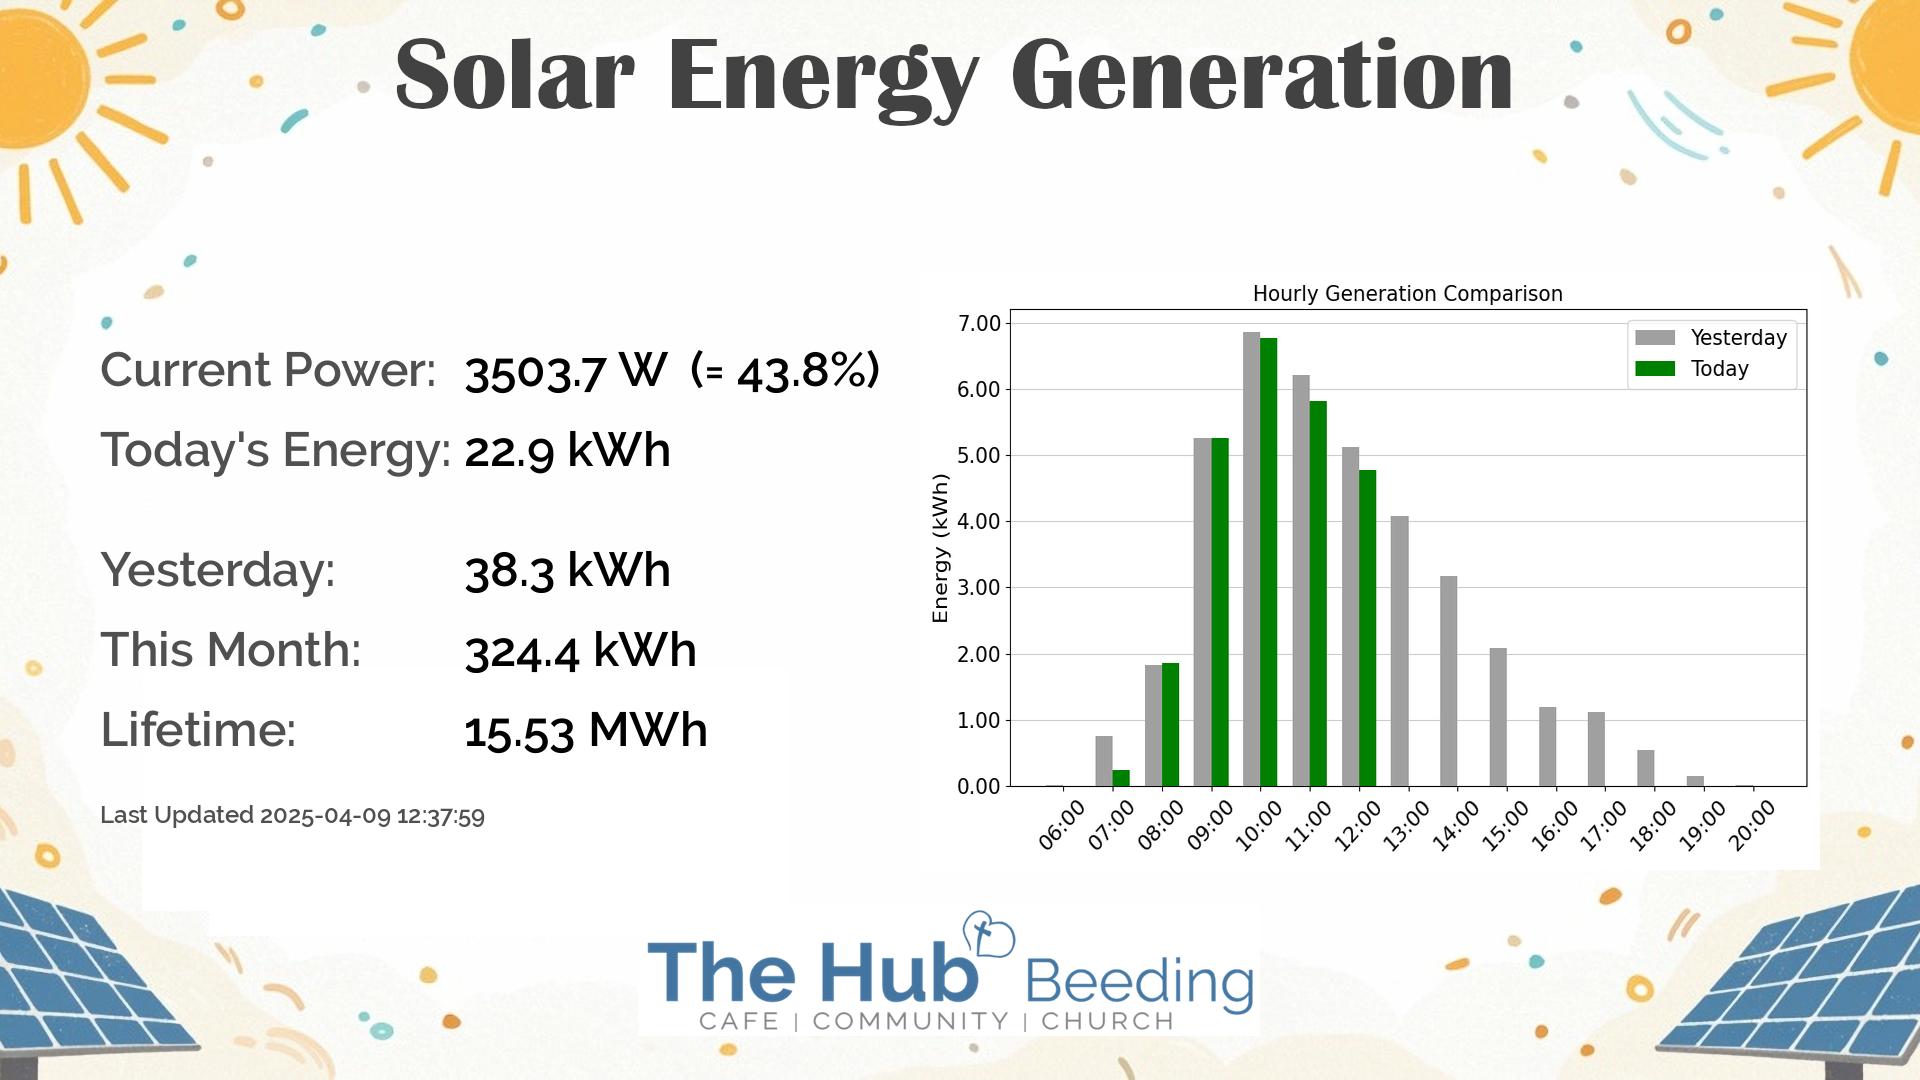 Solar Energy Generation
Current Power: 3503.7 W (= 43.8%)
Today's Energy: 22.9 kWh
Yesterday: 38.3 kWh
This Month: 324.4 kWh
Lifetime: 15.53 MWh
Last Updated 2025-04-09 12:37:59
Hourly Generation Comparison
Yesterday
Today
Energy (kWh)
7.00
6.00
5.00
4.00
3.00
2.00
1.00
0.00
06:00 07:00 08:00 09:00 10:00 11:00 12:00 13:00 14:00 15:00 16:00 17:00 18:00 19:00 20:00
The Hub Beeding
CAFE | COMMUNITY | CHURCH